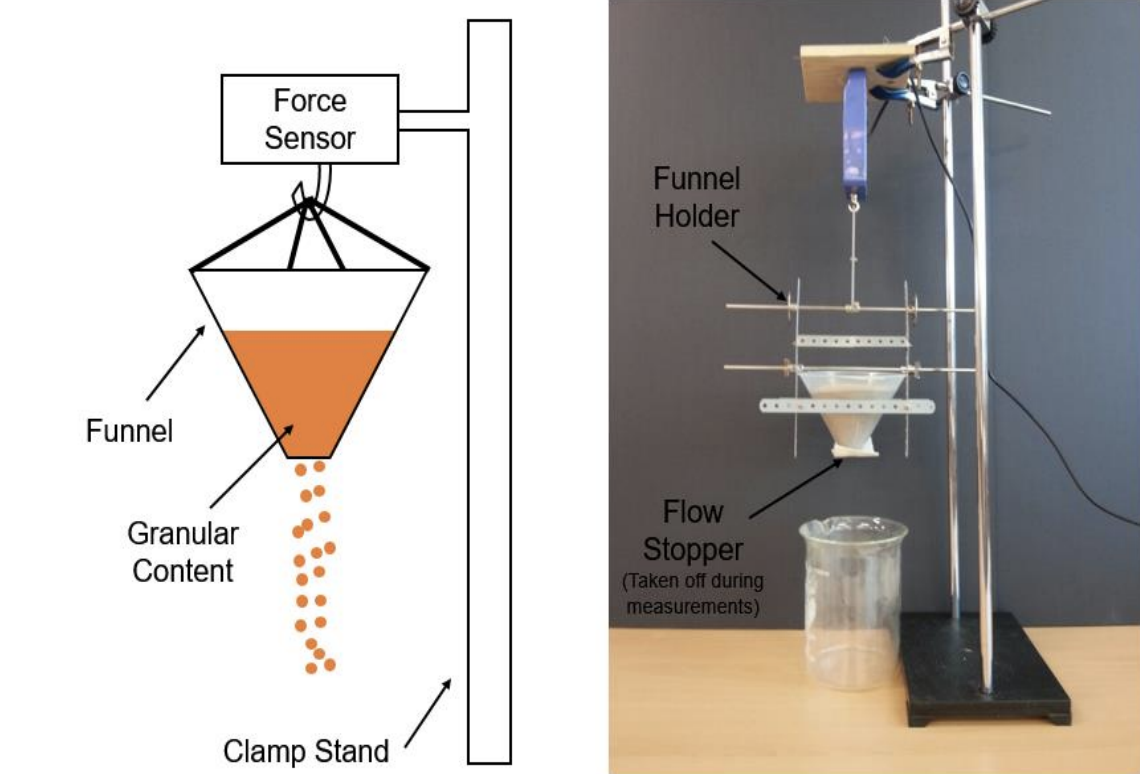 Force
Sensor
Funnel
Granular
Content
Clamp Stand
Funnel
Holder
Flow
Stopper
(Taken off during
measurements)